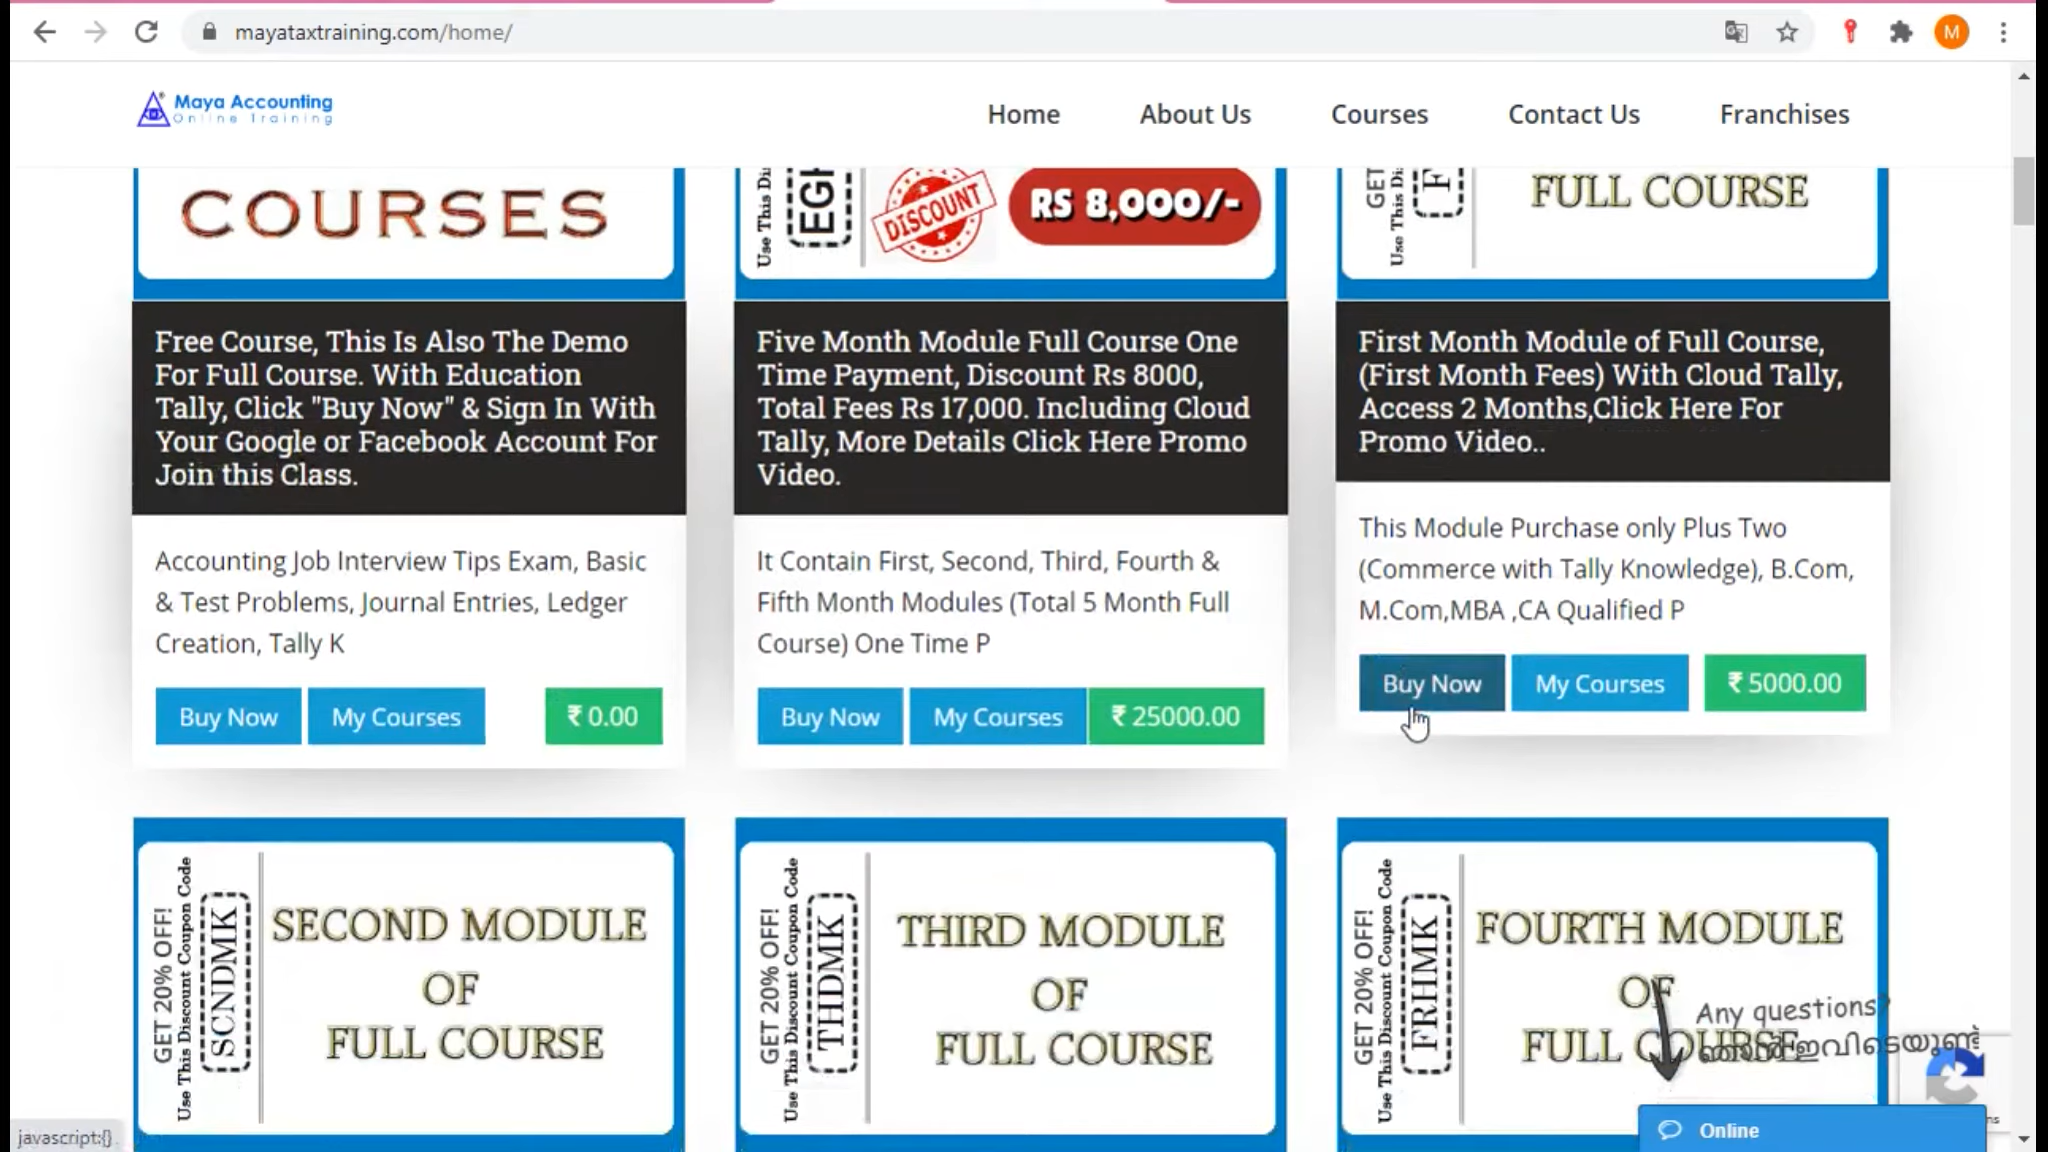 mayataxtraining.com/home/
M
Maya Accounting
Online Training
Home
About Us
Courses
Contact Us
Franchises
COURSES
Use This Di
EGH
DISCOUNT
RS 8,000/-
GET
Use This Dis
F
FULL COURSE
Free Course, This Is Also The Demo
For Full Course. With Education
Tally, Click "Buy Now" & Sign In With
Your Google or Facebook Account For
Join this Class.
Accounting Job Interview Tips Exam, Basic
& Test Problems, Journal Entries, Ledger
Creation, Tally K
Buy Now
My Courses
₹ 0.00
Five Month Module Full Course One
Time Payment, Discount Rs 8000,
Total Fees Rs 17,000. Including Cloud
Tally, More Details Click Here Promo
Video.
It Contain First, Second, Third, Fourth &
Fifth Month Modules (Total 5 Month Full
Course) One Time P
Buy Now
My Courses
₹ 25000.00
First Month Module of Full Course,
(First Month Fees) With Cloud Tally,
Access 2 Months,Click Here For
Promo Video..
This Module Purchase only Plus Two
(Commerce with Tally Knowledge), B.Com,
M.Com,MBA ,CA Qualified P
Buy Now
My Courses
₹ 5000.00
GET 20% OFF!
Use This Discount Coupon Code
SCNDMK
SECOND MODULE
OF
FULL COURSE
GET 20% OFF!
Use This Discount Coupon Code
THDMK
THIRD MODULE
OF
FULL COURSE
GET 20% OFF!
Use This Discount Coupon Code
FRHMK
FOURTH MODULE
OF
FULL COURSE
Any questions?
ഞാൻ ഇവിടെയുണ്ട്
Online
javascript:{}